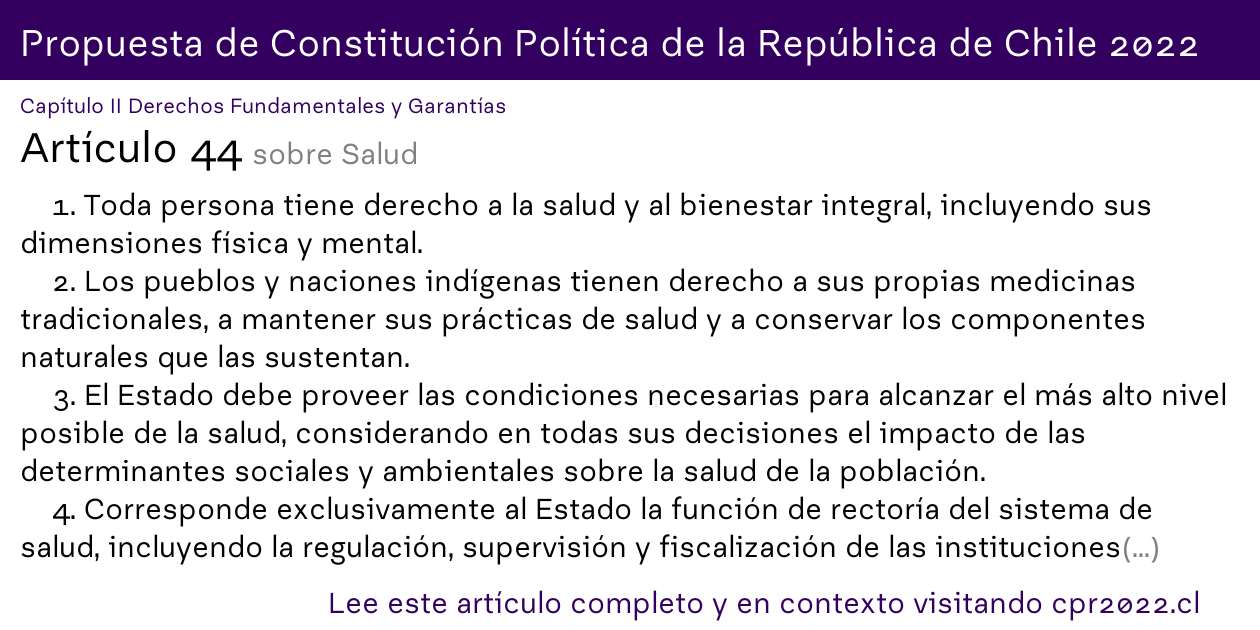 Propuesta de Constitución Política de la República de Chile 2022
Capítulo II Derechos Fundamentales y Garantías
Artículo 44 sobre Salud
1. Toda persona tiene derecho a la salud y al bienestar integral, incluyendo sus
dimensiones física y mental.
2. Los pueblos y naciones indígenas tienen derecho a sus propias medicinas
tradicionales, a mantener sus prácticas de salud y a conservar los componentes
naturales que las sustentan.
3. El Estado debe proveer las condiciones necesarias para alcanzar el más alto nivel
posible de la salud, considerando en todas sus decisiones el impacto de las
determinantes sociales y ambientales sobre la salud de la población.
4. Corresponde exclusivamente al Estado la función de rectoría del sistema de
salud, incluyendo la regulación, supervisión y fiscalización de las instituciones(...)
Lee este artículo completo y en contexto visitando cpr2022.cl